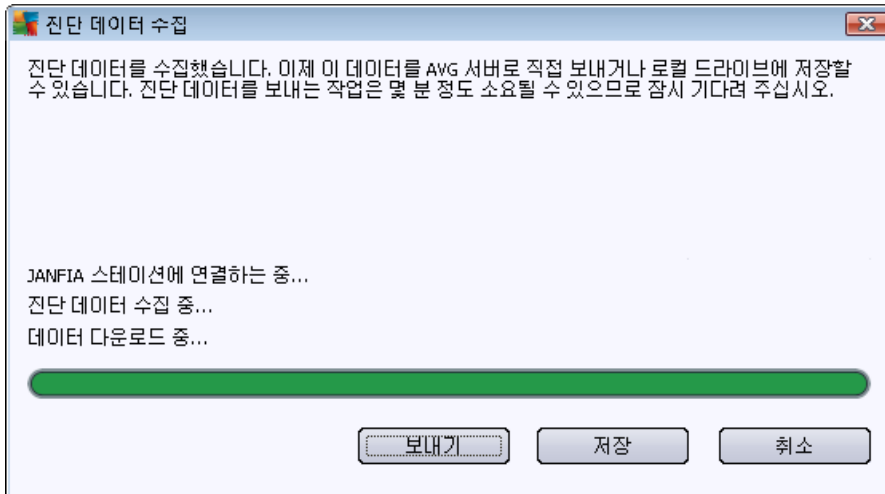 진단 데이터 수집
진단 데이터를 수집했습니다. 이제 이 데이터를 AVG 서버로 직접 보내거나 로컬 드라이브에 저장할
수 있습니다. 진단 데이터를 보내는 작업은 몇 분 정도 소요될 수 있으므로 잠시 기다려 주십시오.
JANFIA 스테이션에 연결하는 중...
진단 데이터 수집 중...
데이터 다운로드 중...
보내기 저장 취소